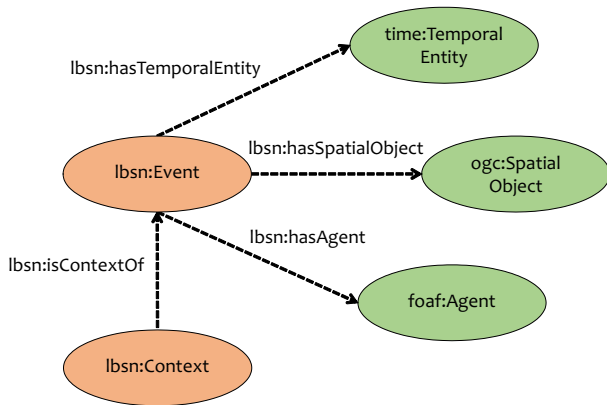 time:Temporal
Entity
lbsn:hasTemporalEntity
lbsn:hasSpatialObject
lbsn:Event
ogc:Spatial
Object
lbsn:hasAgent
lbsn:isContextOf
foaf:Agent
lbsn:Context